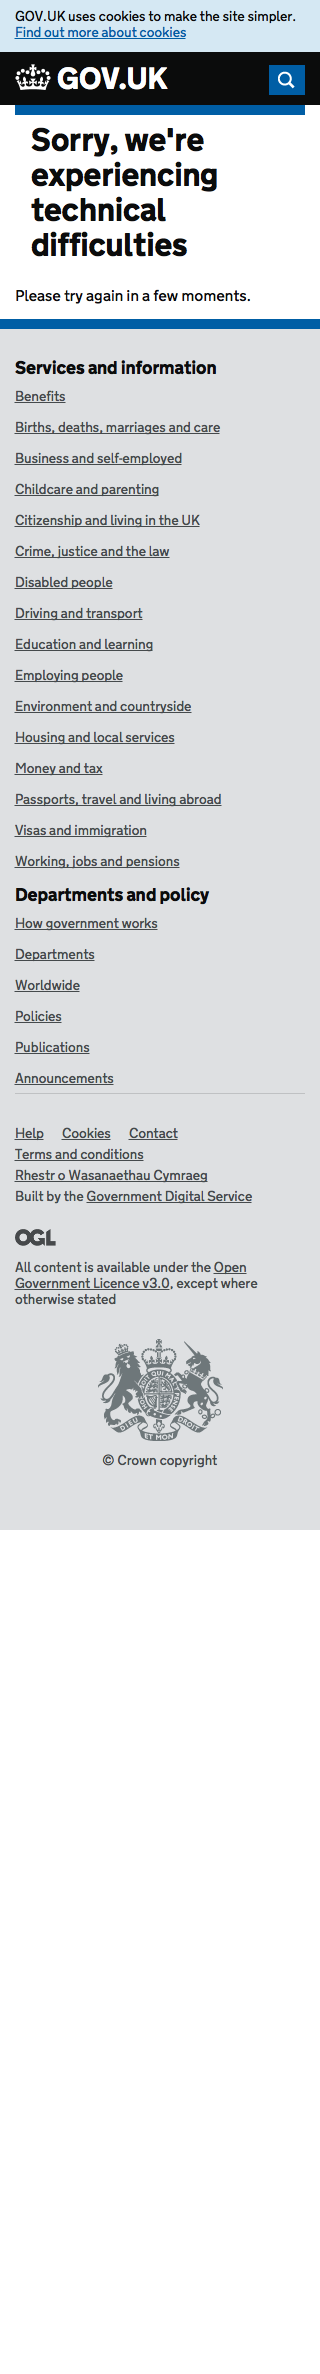 GOV.UK uses cookies to make the site simpler.
Find out more about cookies
GOV.UK
Sorry, we're
experiencing
technical
difficulties
Please try again in a few moments.
Services and information
Benefits
Births, deaths, marriages and care
Business and self-employed
Childcare and parenting
Citizenship and living in the UK
Crime, justice and the law
Disabled people
Driving and transport
Education and learning
Employing people
Environment and countryside
Housing and local services
Money and tax
Passports, travel and living abroad
Visas and immigration
Working, jobs and pensions
Departments and policy
How government works
Departments
Worldwide
Policies
Publications
Announcements
Help Cookies Contact
Terms and conditions
Rhestr o Wasanaethau Cymraeg
Built by the Government Digital Service
OGL
All content is available under the Open
Government Licence v3.0, except where
otherwise stated
DIEU ET MON DROIT
© Crown copyright